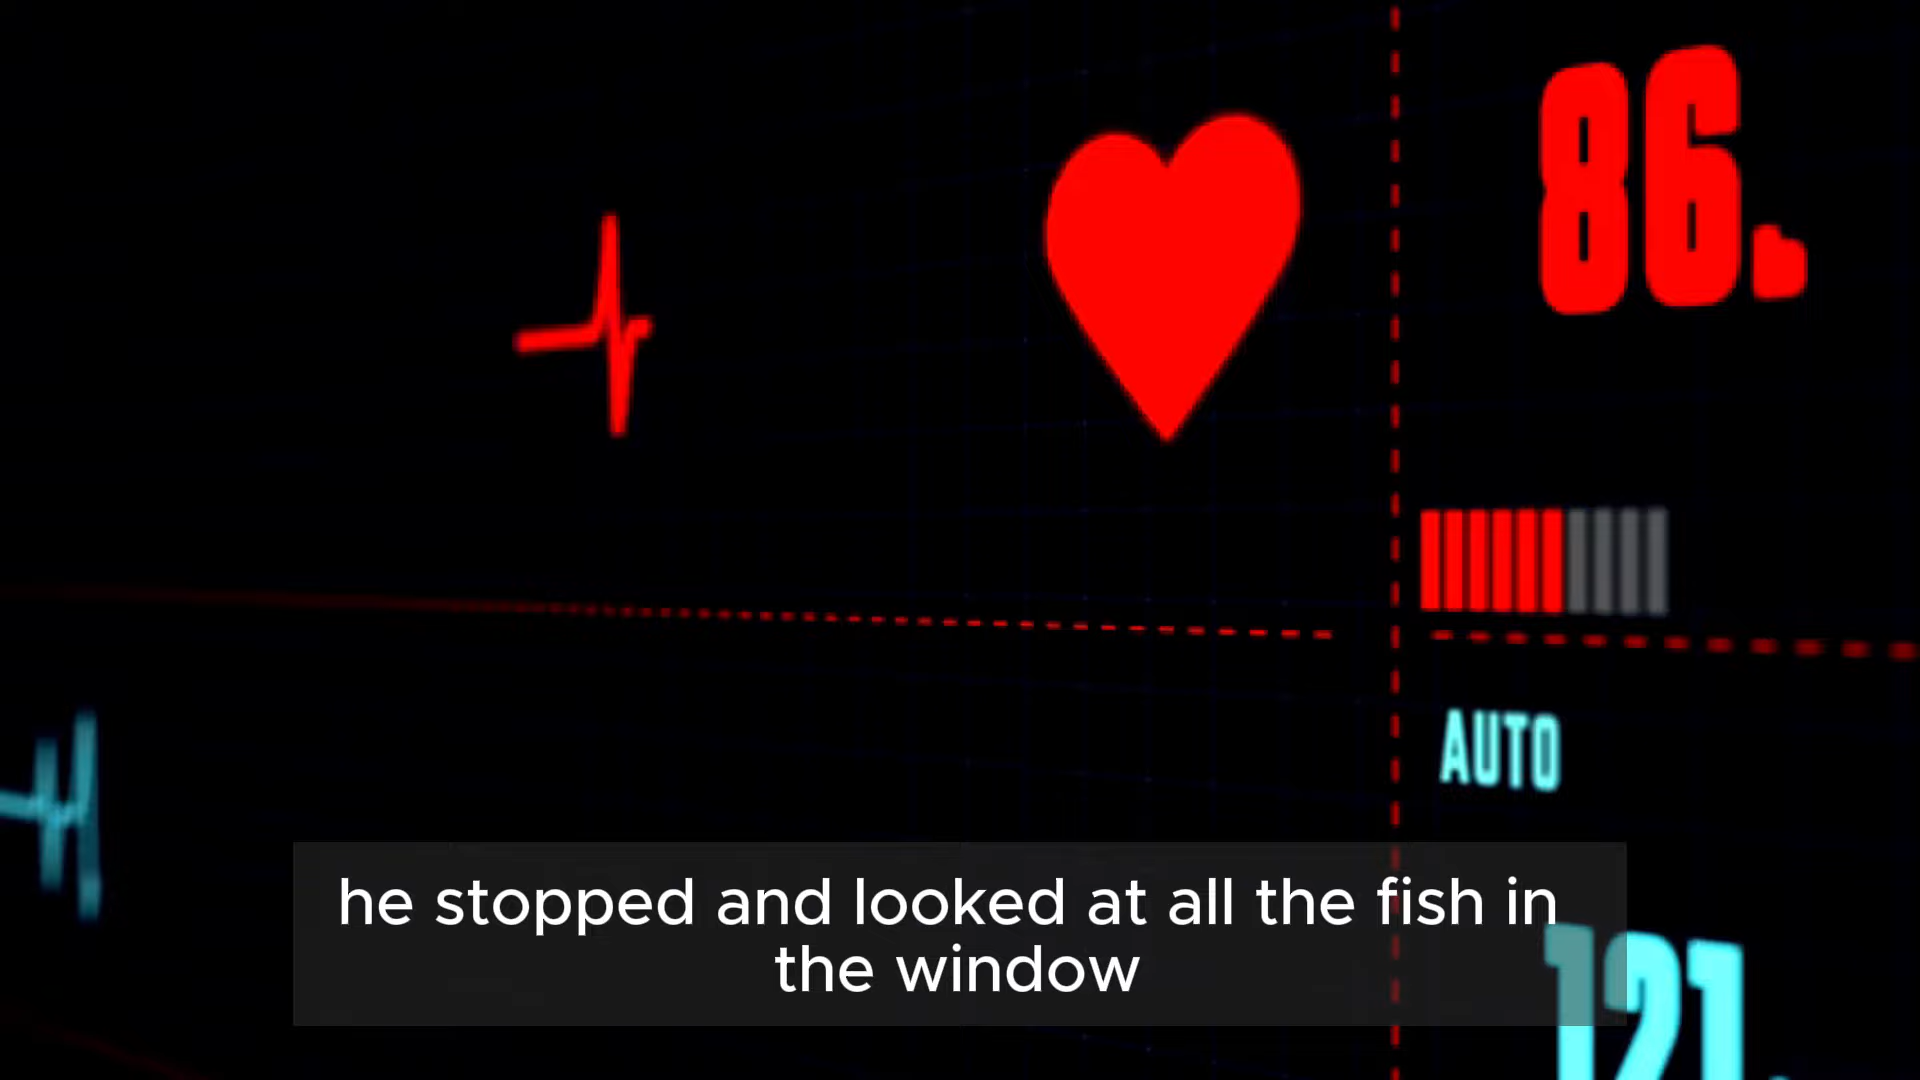 86.
AUTO
he stopped and looked at all the fish in
the window
121